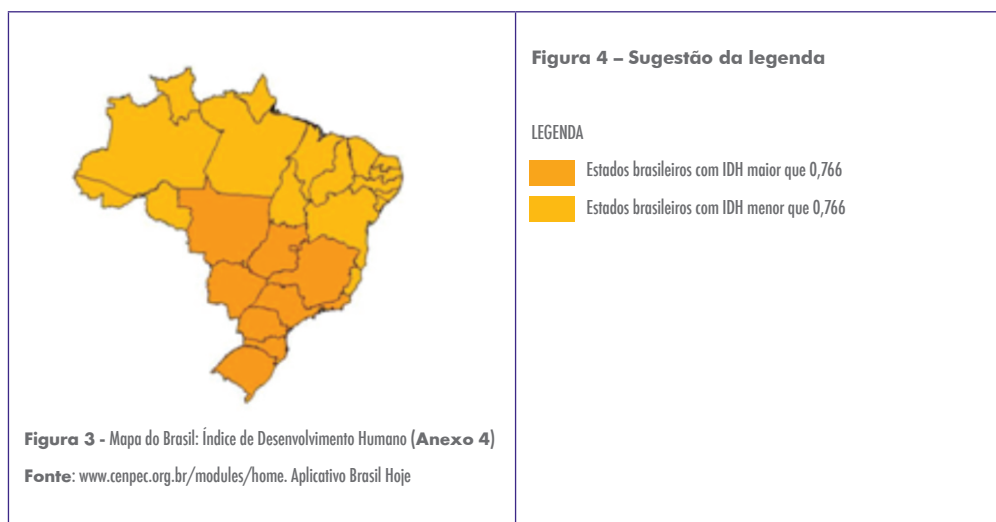 Figura 3 - Mapa do Brasil: Índice de Desenvolvimento Humano (Anexo 4)
Fonte: www.cenpec.org.br/modules/home. Aplicativo Brasil Hoje
Figura 4 – Sugestão da legenda
LEGENDA
Estados brasileiros com IDH maior que 0,766
Estados brasileiros com IDH menor que 0,766